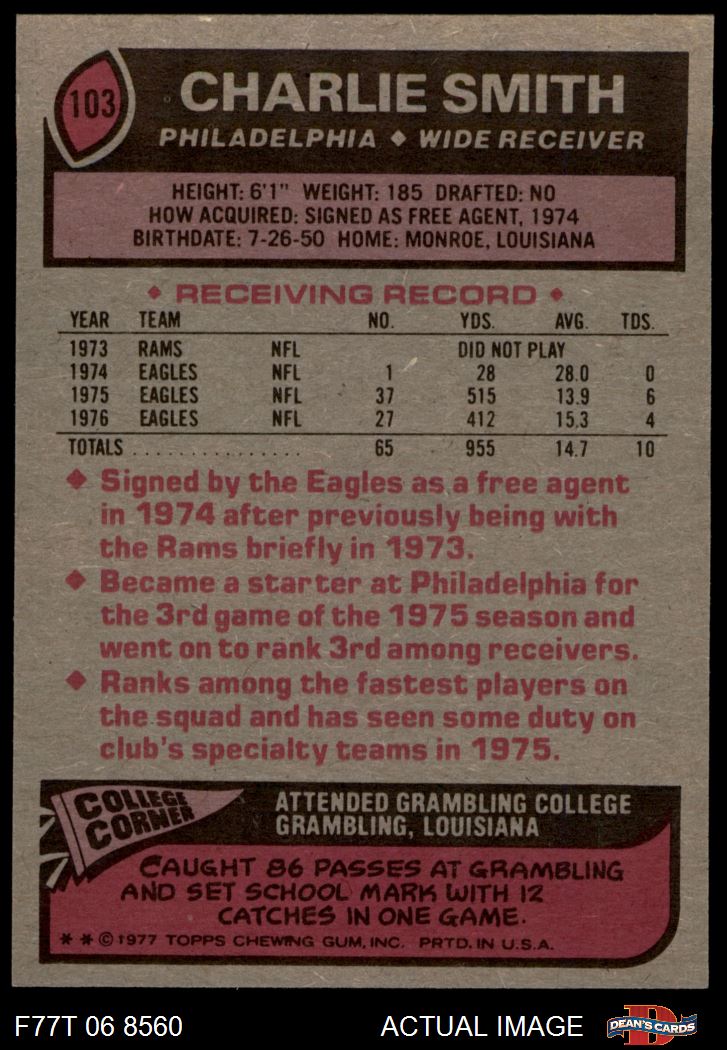 103
CHARLIE SMITH
PHILADELPHIA ◆ WIDE RECEIVER
HEIGHT: 6'1" WEIGHT: 185 DRAFTED: NO
HOW ACQUIRED: SIGNED AS FREE AGENT, 1974
BIRTHDATE: 7-26-50 HOME: MONROE, LOUISIANA
◆ RECEIVING RECORD ◆
YEAR TEAM NO. YDS. AVG. TDS.
1973 RAMS NFL DID NOT PLAY
1974 EAGLES NFL 1 28 28.0 0
1975 EAGLES NFL 37 515 13.9 6
1976 EAGLES NFL 27 412 15.3 4
TOTALS . . . . . . . . . . . . . . . 65 955 14.7 10
◆ Signed by the Eagles as a free agent
in 1974 after previously being with
the Rams briefly in 1973.
◆ Became a starter at Philadelphia for
the 3rd game of the 1975 season and
went on to rank 3rd among receivers.
◆ Ranks among the fastest players on
the squad and has seen some duty on
club's specialty teams in 1975.
COLLEGE
CORNER
ATTENDED GRAMBLING COLLEGE
GRAMBLING, LOUISIANA
CAUGHT 86 PASSES AT GRAMBLING
AND SET SCHOOL MARK WITH 12
CATCHES IN ONE GAME.
* * © 1977 TOPPS CHEWING GUM, INC. PRTD. IN U.S.A.
F77T 06 8560 ACTUAL IMAGE
D
DEAN'S CARDS